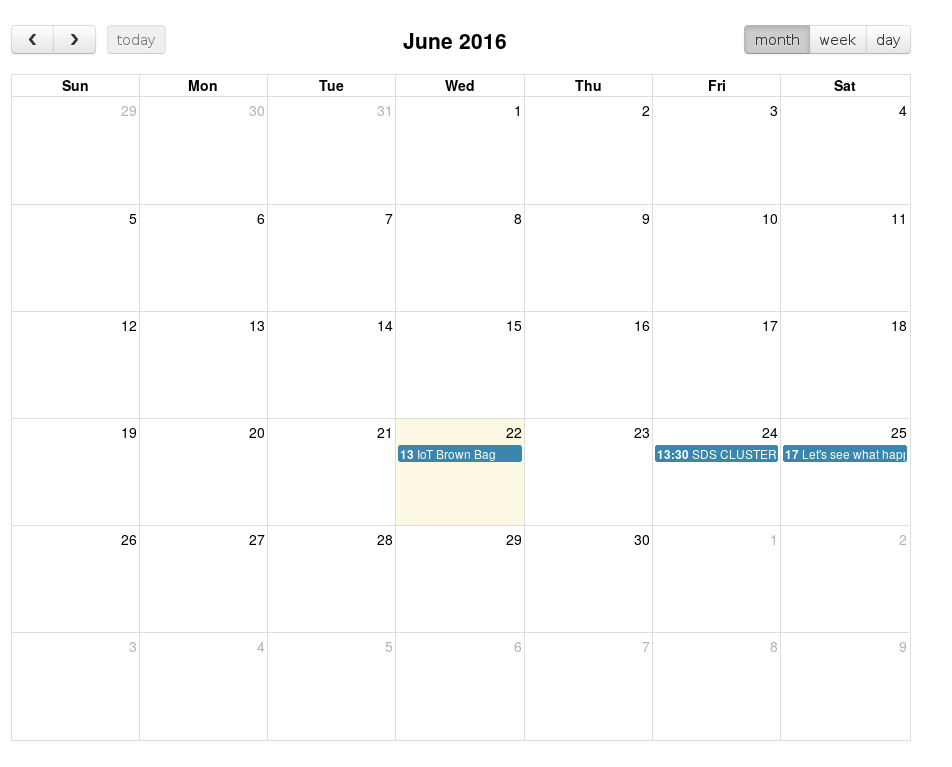 today June 2016 month week day
Sun Mon Tue Wed Thu Fri Sat
29 30 31 1 2 3 4
5 6 7 8 9 10 11
12 13 14 15 16 17 18
19 20 21 22 23 24 25
13 IoT Brown Bag 13:30 SDS CLUSTER 17 Let's see what
26 27 28 29 30 1 2
3 4 5 6 7 8 9